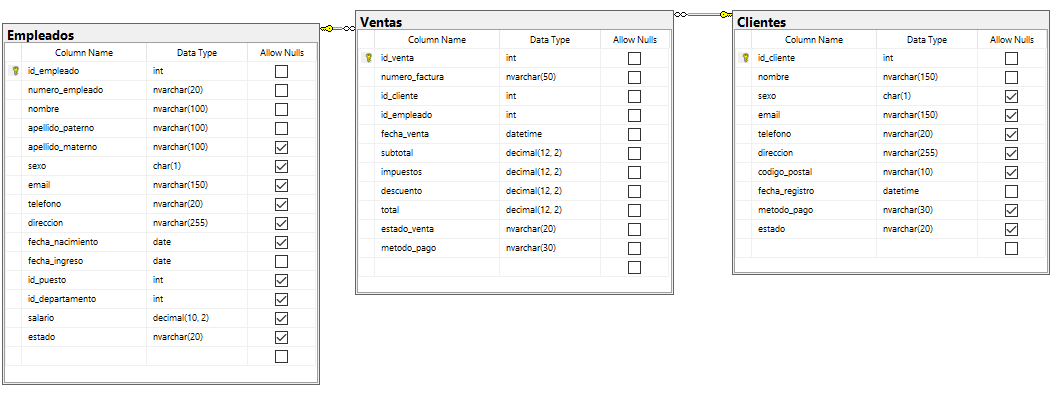 Empleados
Column Name Data Type Allow Nulls
id_empleado int
numero_empleado nvarchar(20)
nombre nvarchar(100)
apellido_paterno nvarchar(100)
apellido_materno nvarchar(100)
sexo char(1)
email nvarchar(150)
telefono nvarchar(20)
direccion nvarchar(255)
fecha_nacimiento date
fecha_ingreso date
id_puesto int
id_departamento int
salario decimal(10, 2)
estado nvarchar(20)
Ventas
Column Name Data Type Allow Nulls
id_venta int
numero_factura nvarchar(50)
id_cliente int
id_empleado int
fecha_venta datetime
subtotal decimal(12, 2)
impuestos decimal(12, 2)
descuento decimal(12, 2)
total decimal(12, 2)
estado_venta nvarchar(20)
metodo_pago nvarchar(30)
Clientes
Column Name Data Type Allow Nulls
id_cliente int
nombre nvarchar(150)
sexo char(1)
email nvarchar(150)
telefono nvarchar(20)
direccion nvarchar(255)
codigo_postal nvarchar(10)
fecha_registro datetime
metodo_pago nvarchar(30)
estado nvarchar(20)